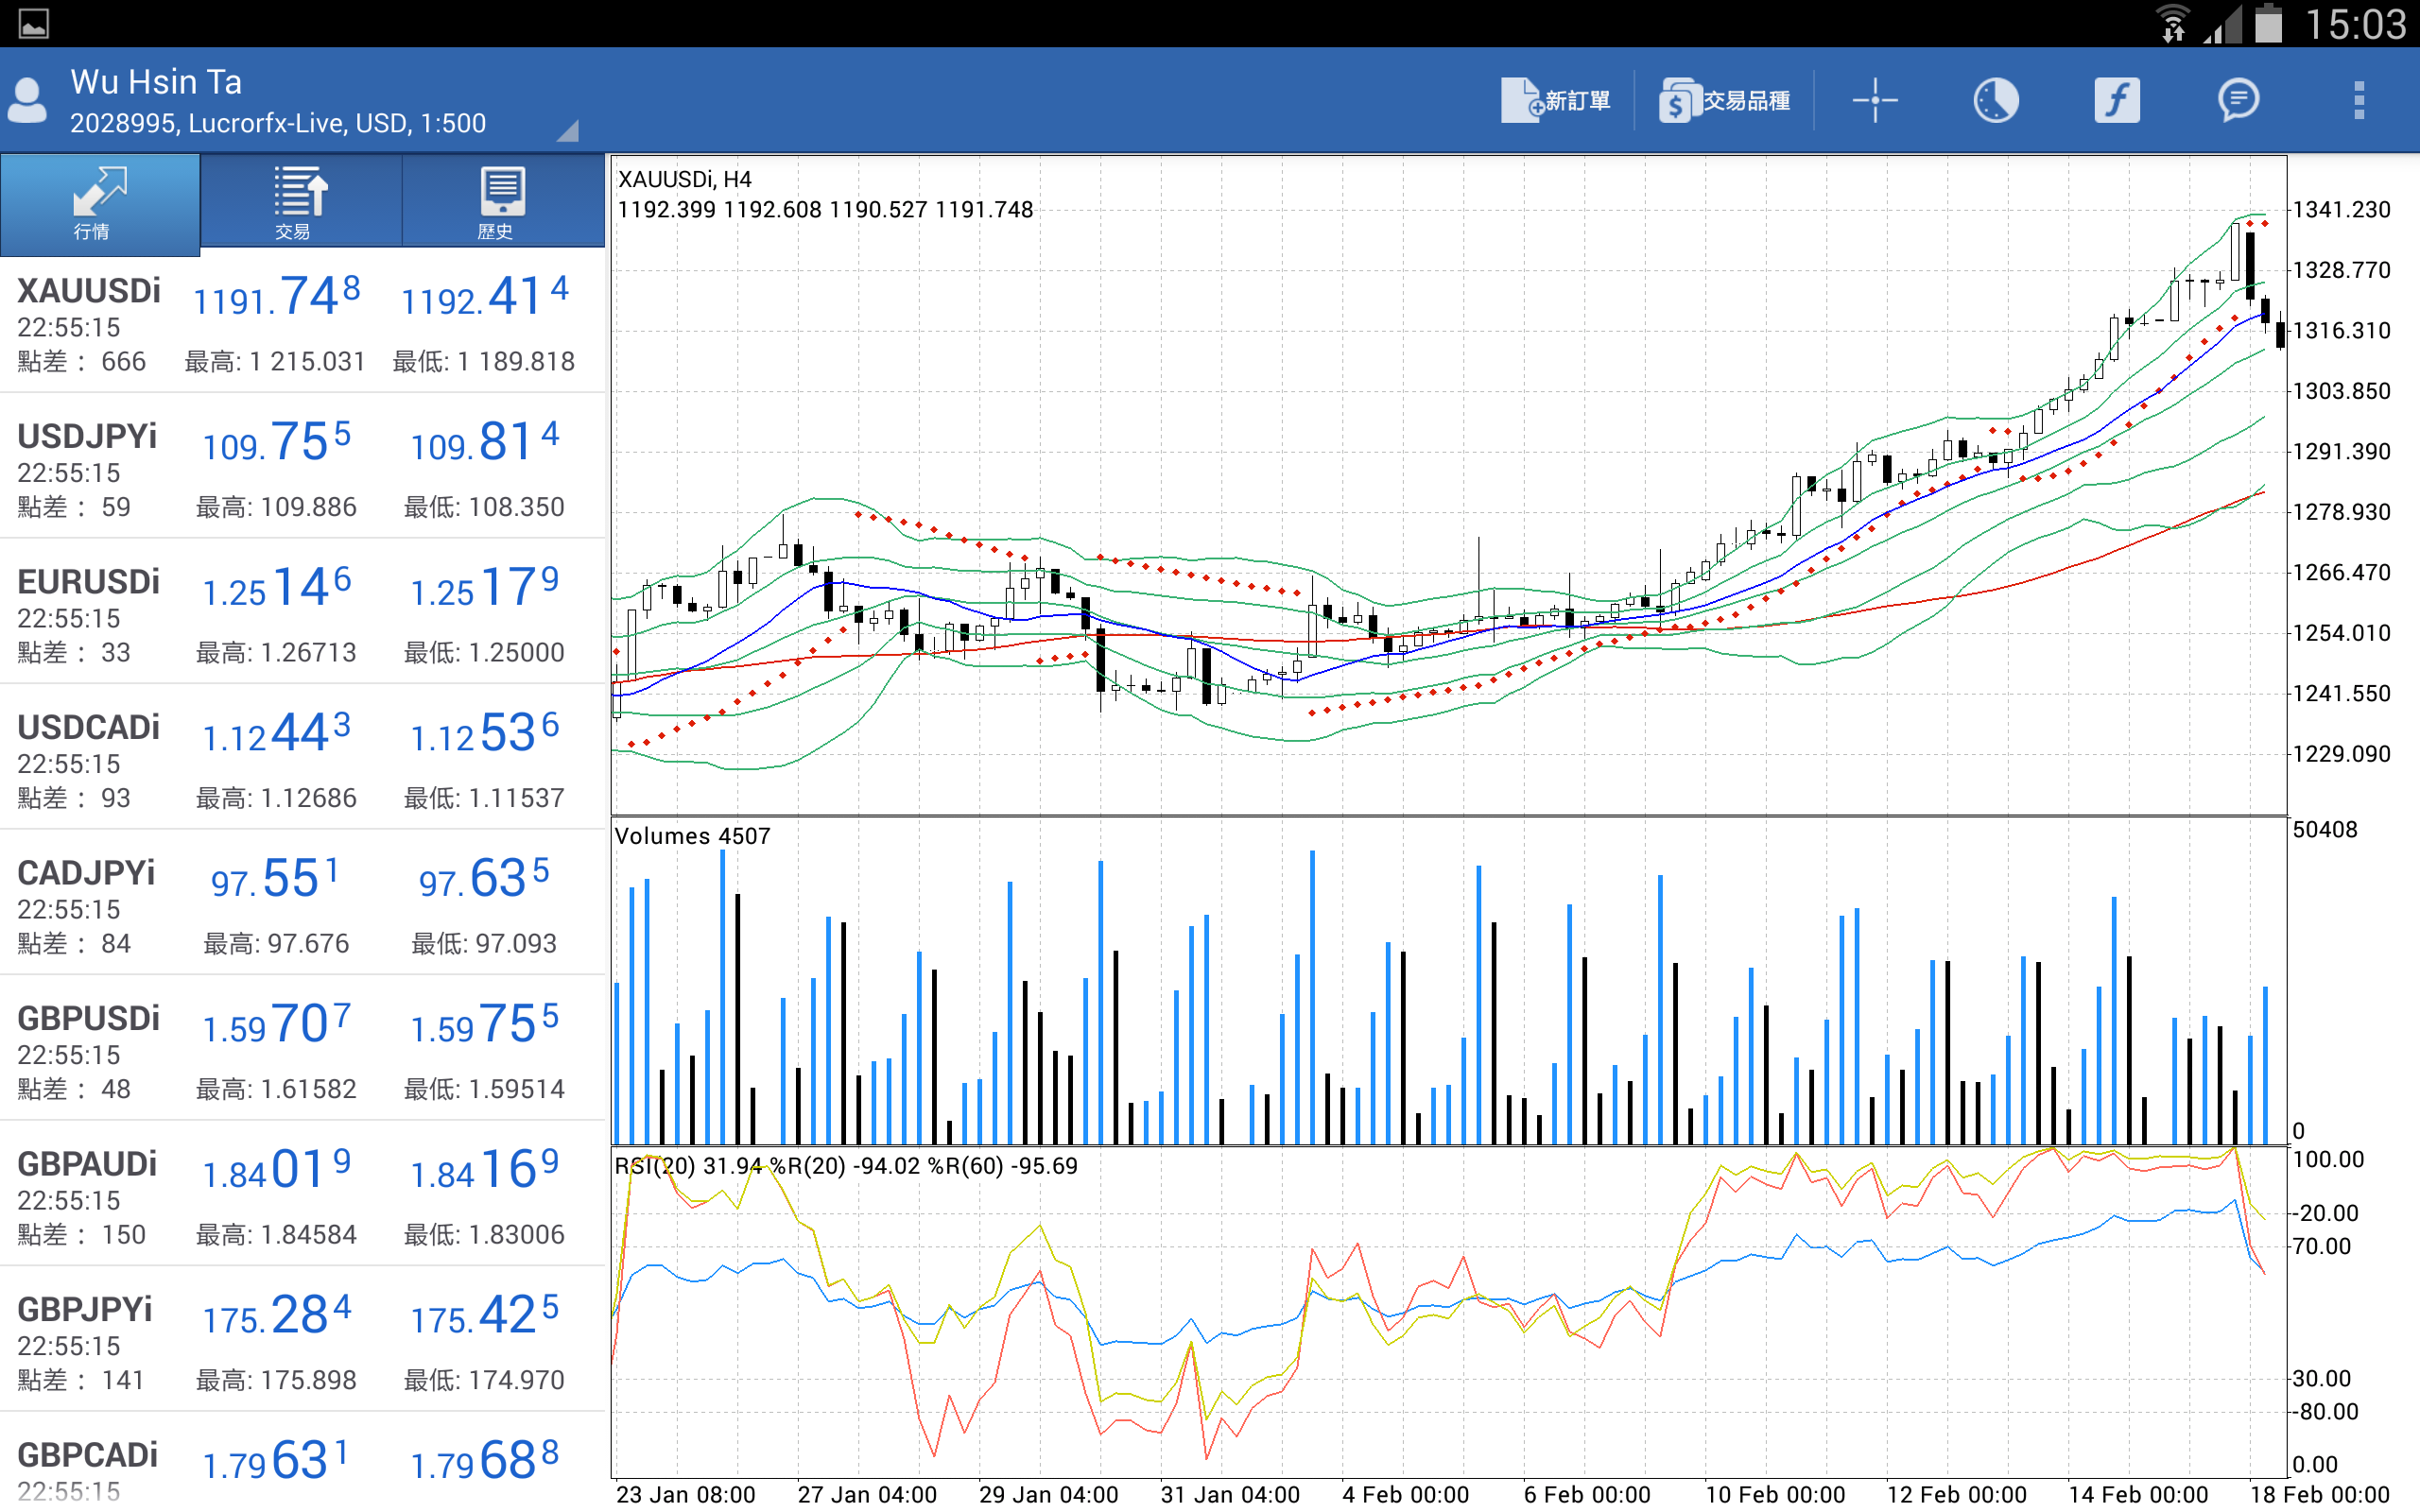 15:03
Wu Hsin Ta
2028995, Lucrorfx-Live, USD, 1:500
新訂單
交易品種
行情
交易
歷史
XAUUSDi 1191.748 1192.414
22:55:15
點差: 666 最高: 1 215.031 最低: 1 189.818
USDJPYi 109.755 109.814
22:55:15
點差: 59 最高: 109.886 最低: 108.350
EURUSDi 1.25146 1.25179
22:55:15
點差: 33 最高: 1.26713 最低: 1.25000
USDCADi 1.12443 1.12536
22:55:15
點差: 93 最高: 1.12686 最低: 1.11537
CADJPYi 97.551 97.635
22:55:15
點差: 84 最高: 97.676 最低: 97.093
GBPUSDi 1.59707 1.59755
22:55:15
點差: 48 最高: 1.61582 最低: 1.59514
GBPAUDi 1.84019 1.84169
22:55:15
點差: 150 最高: 1.84584 最低: 1.83006
GBPJPYi 175.284 175.425
22:55:15
點差: 141 最高: 175.898 最低: 174.970
GBPCADi 1.79631 1.79688
22:55:15
XAUUSDi, H4
1192.399 1192.608 1190.527 1191.748
1341.230
1328.770
1316.310
1303.850
1291.390
1278.930
1266.470
1254.010
1241.550
1229.090
Volumes 4507
50408
0
RSI(20) 31.94 %R(20) -94.02 %R(60) -95.69
100.00
-20.00
70.00
30.00
-80.00
0.00
23 Jan 08:00 27 Jan 04:00 29 Jan 04:00 31 Jan 04:00 4 Feb 00:00 6 Feb 00:00 10 Feb 00:00 12 Feb 00:00 14 Feb 00:00 18 Feb 00:00